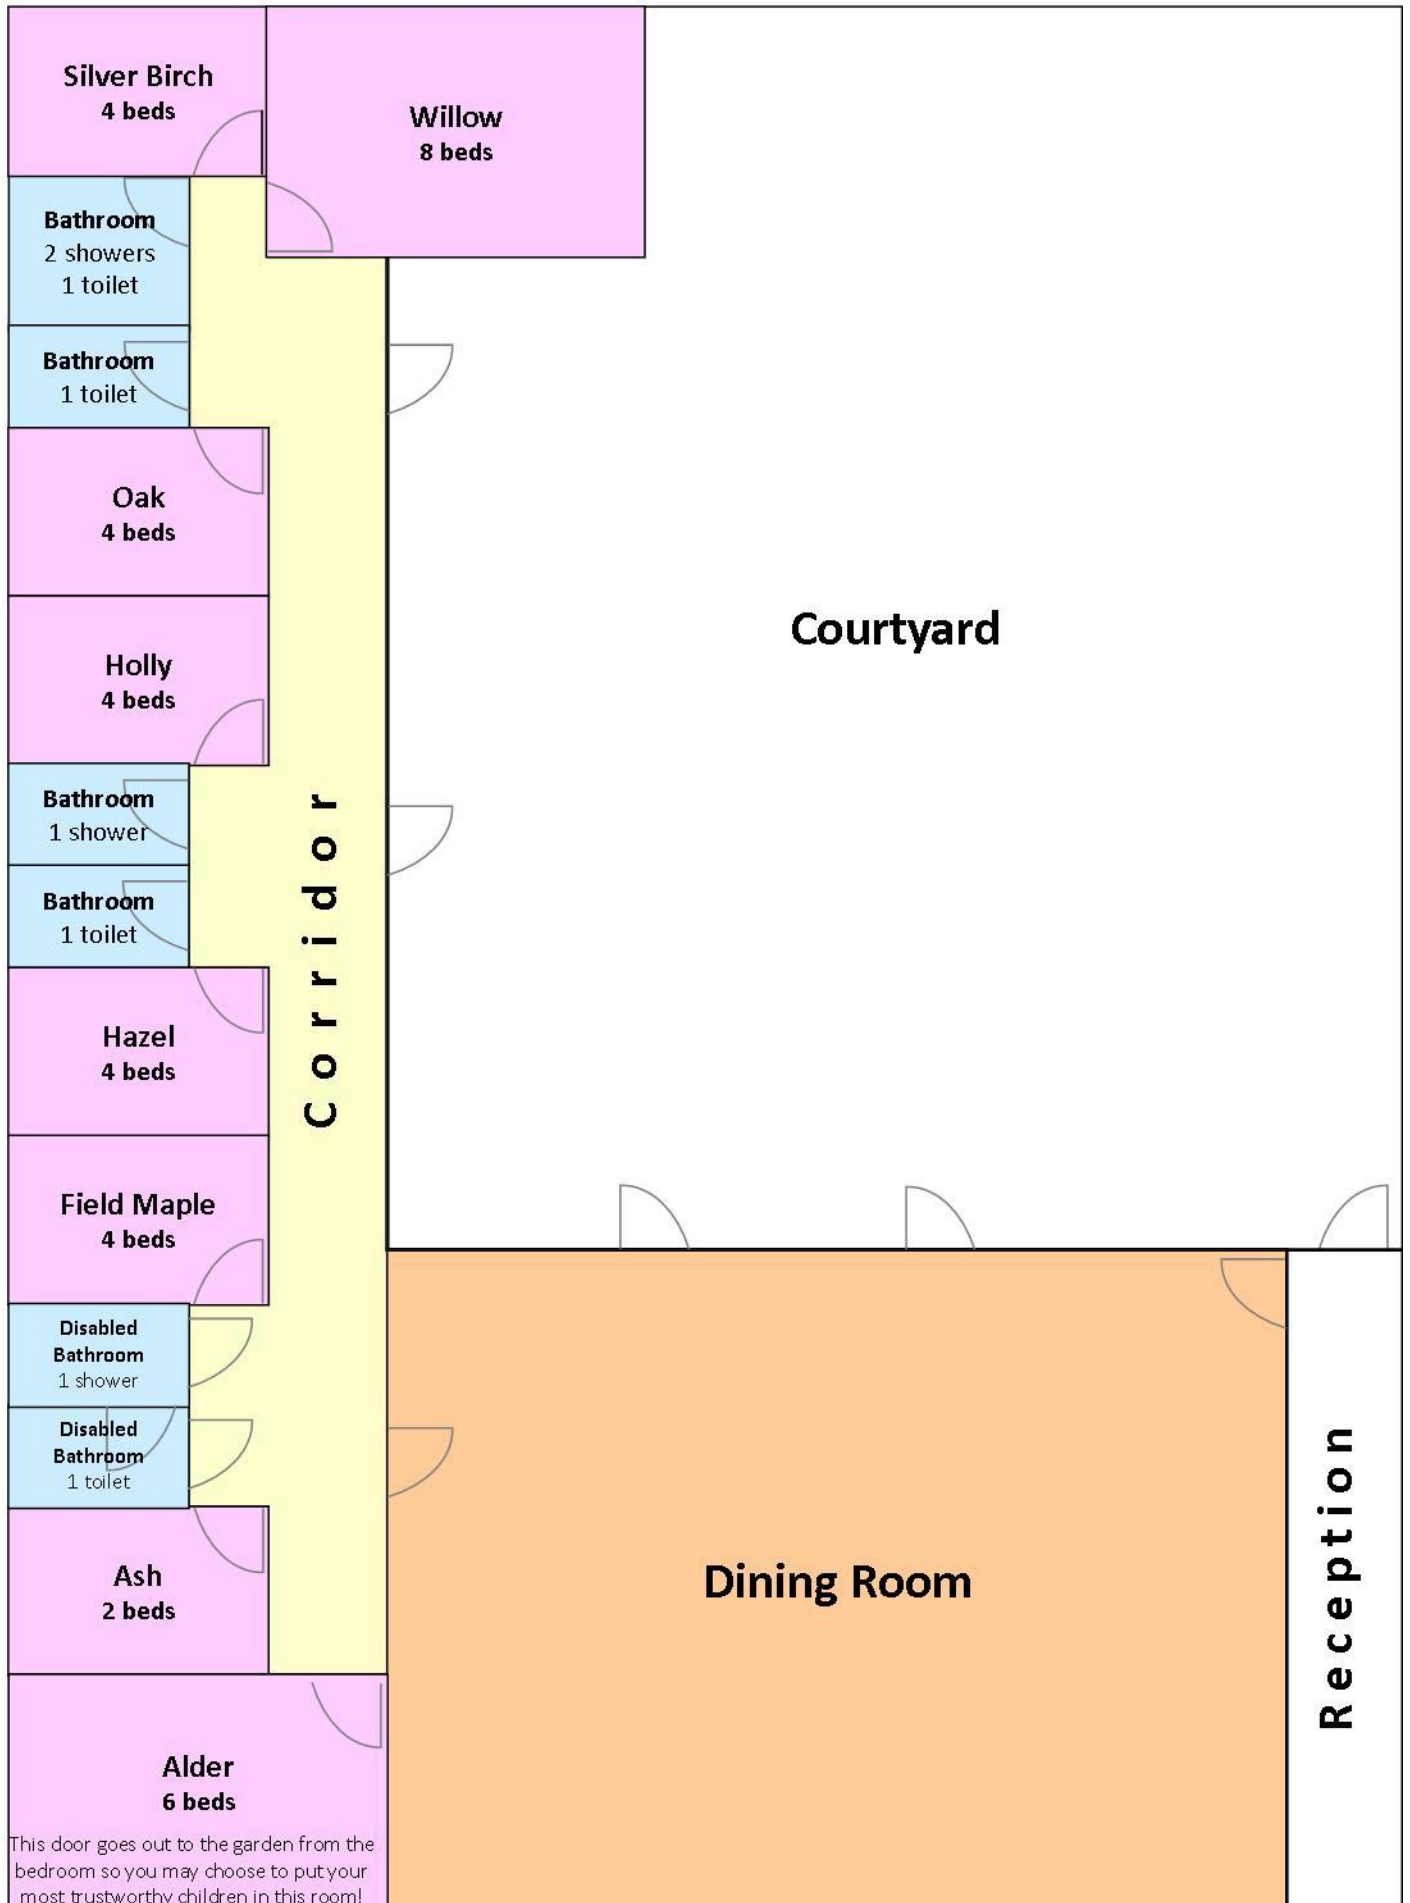 Silver Birch
4 beds
Willow
8 beds
Bathroom
2 showers
1 toilet
Bathroom
1 toilet
Oak
4 beds
Courtyard
Holly
4 beds
Corridor
Bathroom
1 shower
Bathroom
1 toilet
Hazel
4 beds
Field Maple
4 beds
Disabled
Bathroom
1 shower
Disabled
Bathroom
1 toilet
Ash
2 beds
Dining Room
Reception
Alder
6 beds
This door goes out to the garden from the
bedroom so you may choose to put your
most trustworthy children in this room!